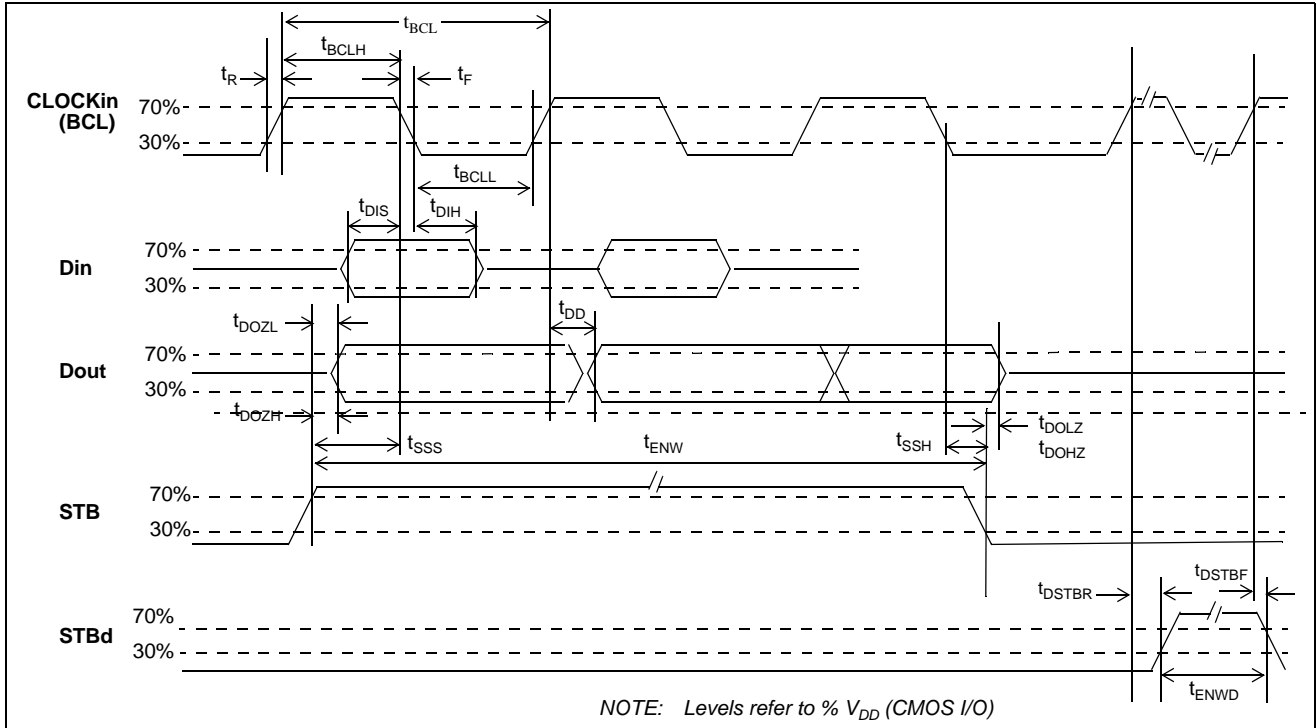 tBCL
tBCLH
tR
tF
CLOCKin
(BCL)
70%
30%
tBCLL
tDIS
tDIH
Din
70%
30%
tDOZL
tDD
Dout
70%
30%
tDOZH
tDOLZ
tSSS
tENW
tSSH
tDOHZ
STB
70%
30%
tDSTBR
tDSTBF
STBd
70%
30%
tENWD
NOTE: Levels refer to % VDD (CMOS I/O)